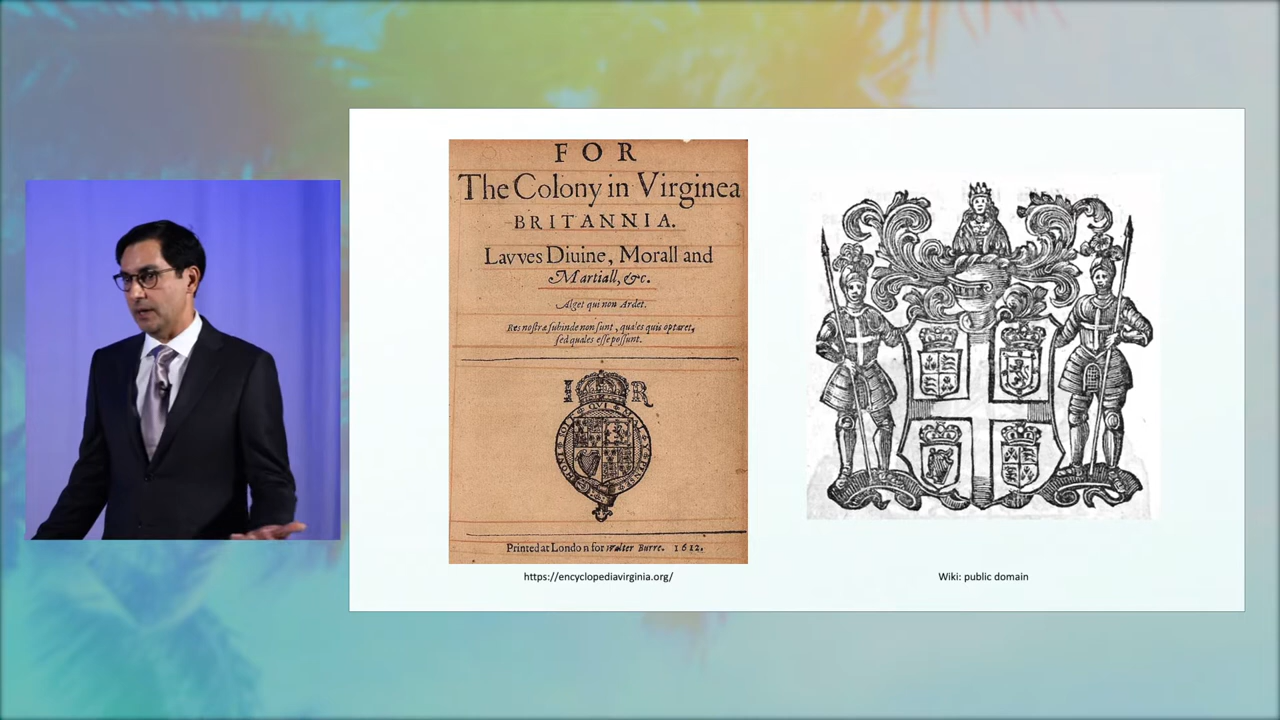 FOR
The Colony in Virginea
BRITANNIA.
Lavves Diuine, Morall and
Martiall, &c.
Alget qui non Ardet.
Res nostræ subinde non sunt, quales quis optaret,
sed quales esse possunt.
I R
Printed at London for Walter Burre. 1612.
https://encyclopediavirginia.org/
Wiki: public domain